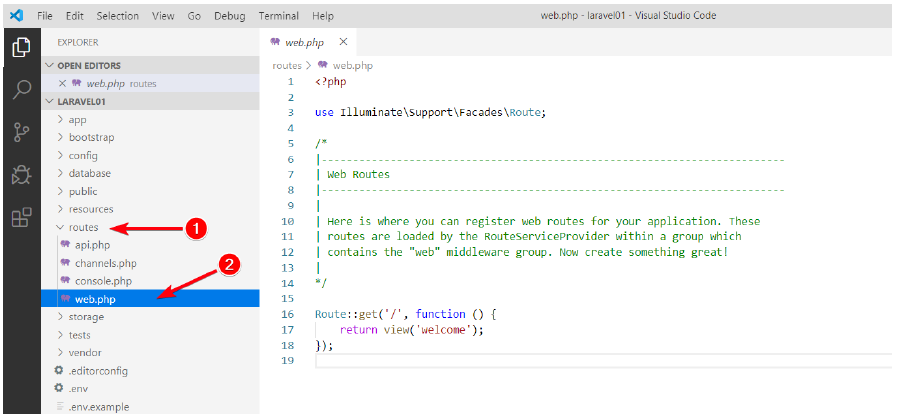 File Edit Selection View Go Debug Terminal Help web.php - laravel01 - Visual Studio Code
EXPLORER
OPEN EDITORS
web.php routes
LARAVEL01
app
bootstrap
config
database
public
resources
routes
1
api.php
channels.php
2
console.php
web.php
storage
tests
vendor
.editorconfig
.env
.env.example
web.php
routes > web.php
1 <?php
2
3 use Illuminate\Support\Facades\Route;
4
5 /*
6 |--------------------------------------------------------------------------
7 | Web Routes
8 |--------------------------------------------------------------------------
9 |
10 | Here is where you can register web routes for your application. These
11 | routes are loaded by the RouteServiceProvider within a group which
12 | contains the "web" middleware group. Now create something great!
13 |
14 */
15
16 Route::get('/', function () {
17 return view('welcome');
18 });
19